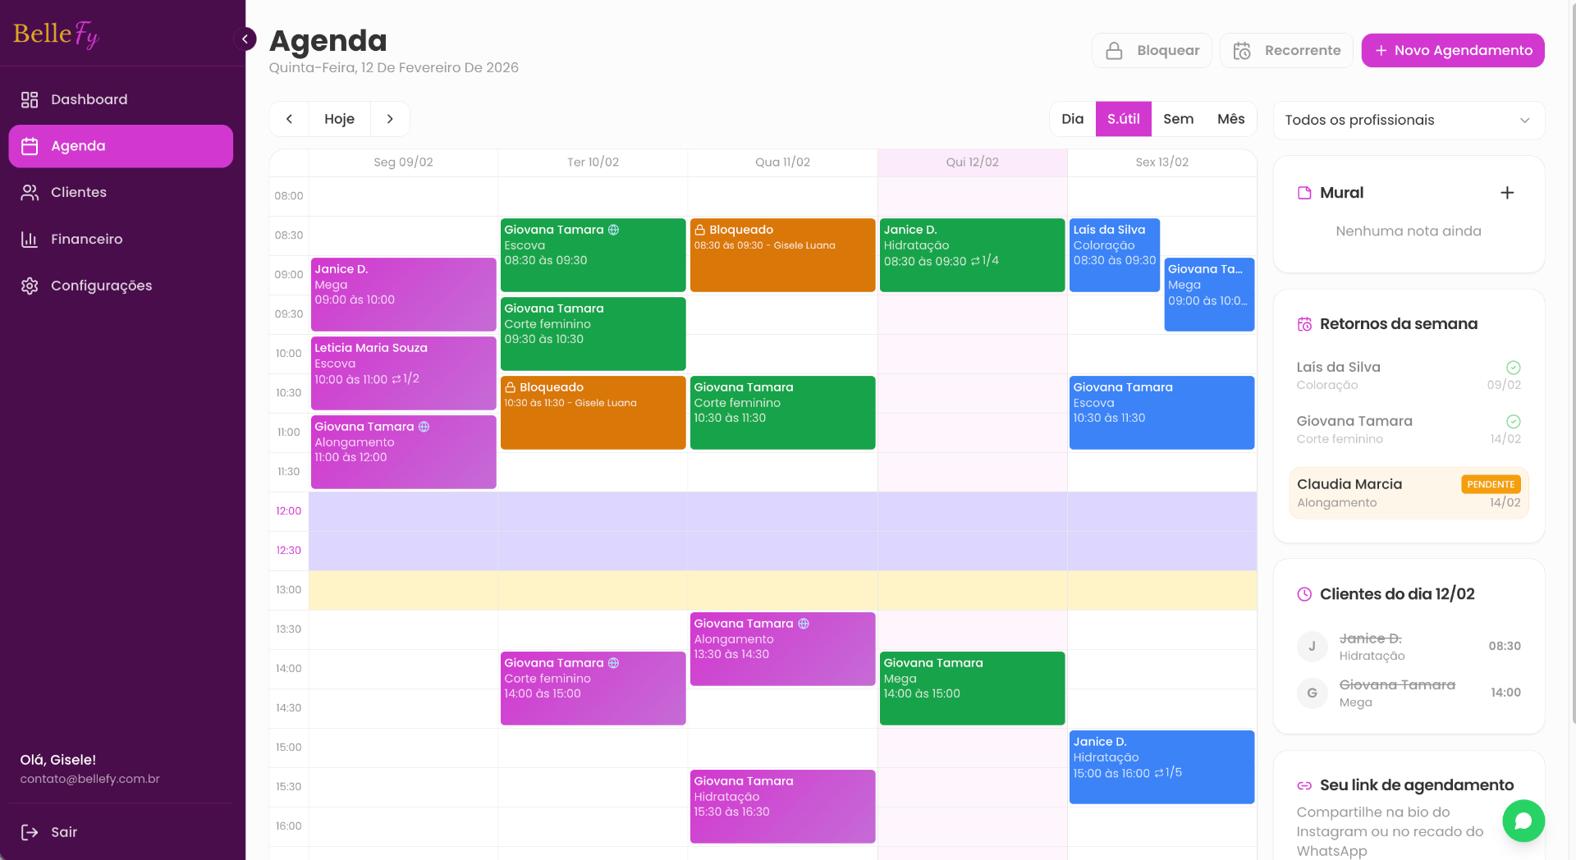 BelleFy
Dashboard
Agenda
Clientes
Financeiro
Configurações
Olá, Gisele!
contato@bellefy.com.br
Sair
Agenda
Quinta-Feira, 12 De Fevereiro De 2026
Bloquear
Recorrente
+ Novo Agendamento
Hoje
Dia
S.útil
Sem
Mês
Todos os profissionais
Seg 09/02
Ter 10/02
Qua 11/02
Qui 12/02
Sex 13/02
08:00
08:30
09:00
09:30
10:00
10:30
11:00
11:30
12:00
12:30
13:00
13:30
14:00
14:30
15:00
15:30
16:00
Janice D.
Mega
09:00 às 10:00
Leticia Maria Souza
Escova
10:00 às 11:00 1/2
Giovana Tamara
Alongamento
11:00 às 12:00
Giovana Tamara
Escova
08:30 às 09:30
Giovana Tamara
Corte feminino
09:30 às 10:30
Bloqueado
10:30 às 11:30 - Gisele Luana
Giovana Tamara
Corte feminino
14:00 às 15:00
Bloqueado
08:30 às 09:30 - Gisele Luana
Giovana Tamara
Corte feminino
10:30 às 11:30
Giovana Tamara
Alongamento
13:30 às 14:30
Giovana Tamara
Hidratação
15:30 às 16:30
Janice D.
Hidratação
08:30 às 09:30 1/4
Giovana Tamara
Mega
14:00 às 15:00
Laís da Silva
Coloração
08:30 às 09:30
Giovana Ta...
Mega
09:00 às 10:0...
Giovana Tamara
Escova
10:30 às 11:30
Janice D.
Hidratação
15:00 às 16:00 1/5
Mural
+
Nenhuma nota ainda
Retornos da semana
Laís da Silva
Coloração 09/02
Giovana Tamara
Corte feminino 14/02
Claudia Marcia PENDENTE
Alongamento 14/02
Clientes do dia 12/02
J Janice D. 08:30
Hidratação
G Giovana Tamara 14:00
Mega
Seu link de agendamento
Compartilhe na bio do
Instagram ou no recado do
WhatsApp